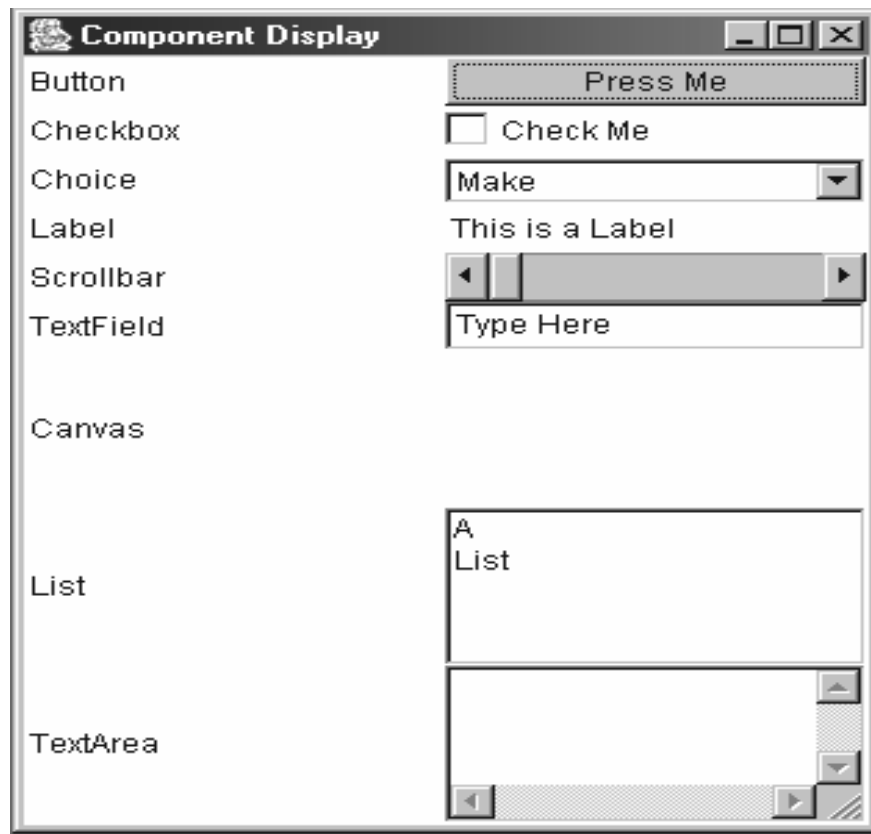 Component Display
Button Press Me
Checkbox Check Me
Choice Make
Label This is a Label
Scrollbar
TextField Type Here
Canvas
A
List
List
TextArea